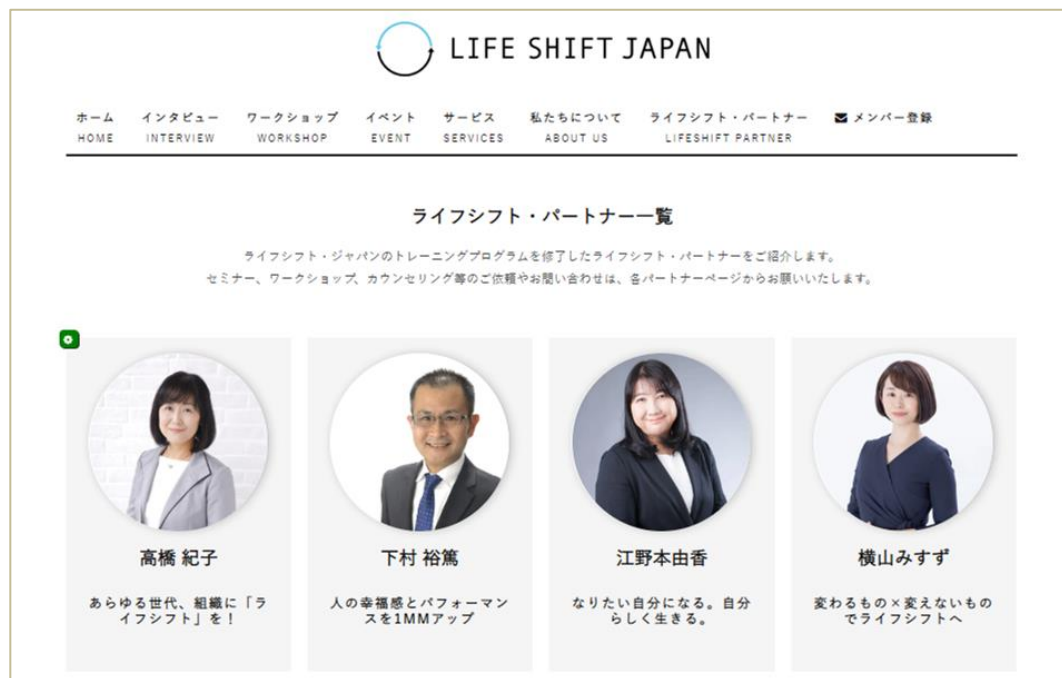 LIFE SHIFT JAPAN
ホーム インタビュー ワークショップ イベント サービス 私たちについて ライフシフト・パートナー メンバー登録
HOME INTERVIEW WORKSHOP EVENT SERVICES ABOUT US LIFESHIFT PARTNER
ライフシフト・パートナー一覧
ライフシフト・ジャパンのトレーニングプログラムを修了したライフシフト・パートナーをご紹介します。
セミナー、ワークショップ、カウンセリング等のご依頼やお問い合わせは、各パートナーページからお願いいたします。
高橋 紀子
あらゆる世代、組織に「ラ
イフシフト」を！
下村 裕篤
人の幸福感とパフォーマン
スを1MMアップ
江野本由香
なりたい自分になる。自分
らしく生きる。
横山みすず
変わるもの×変えないもの
でライフシフトへ